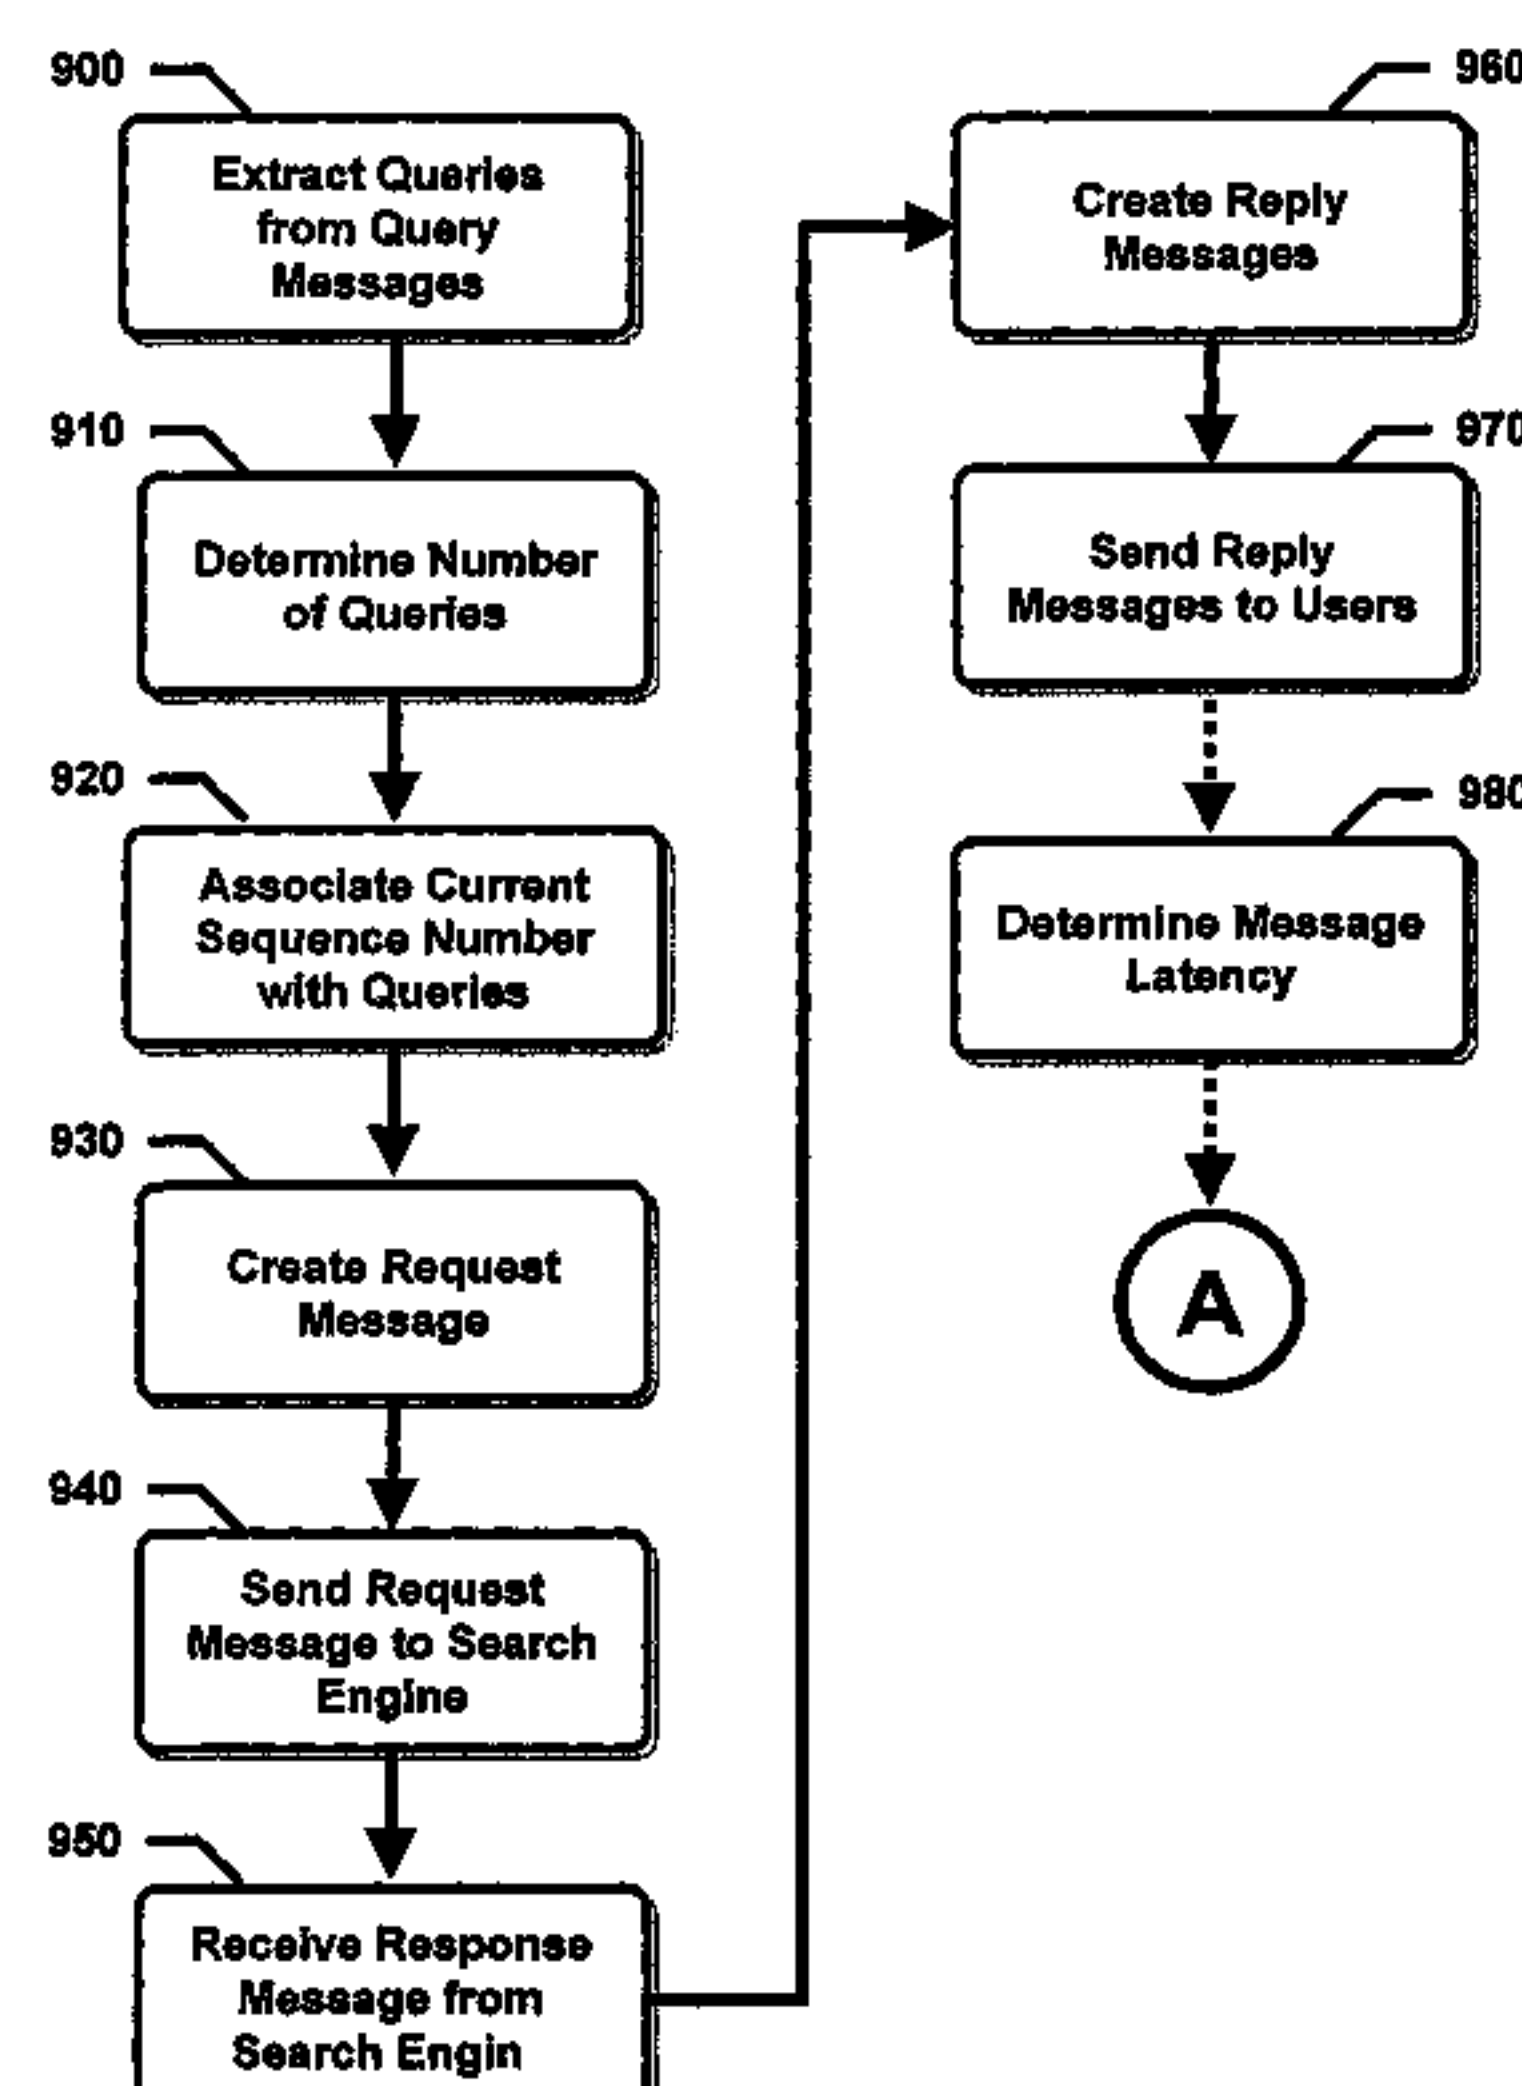 900
Extract Queries
from Query
Messages
910
Determine Number
of Queries
920
Associate Current
Sequence Number
with Queries
930
Create Request
Message
940
Send Request
Message to Search
Engine
950
Receive Response
Message from
Search Engin
960
Create Reply
Messages
970
Send Reply
Messages to Users
980
Determine Message
Latency
A